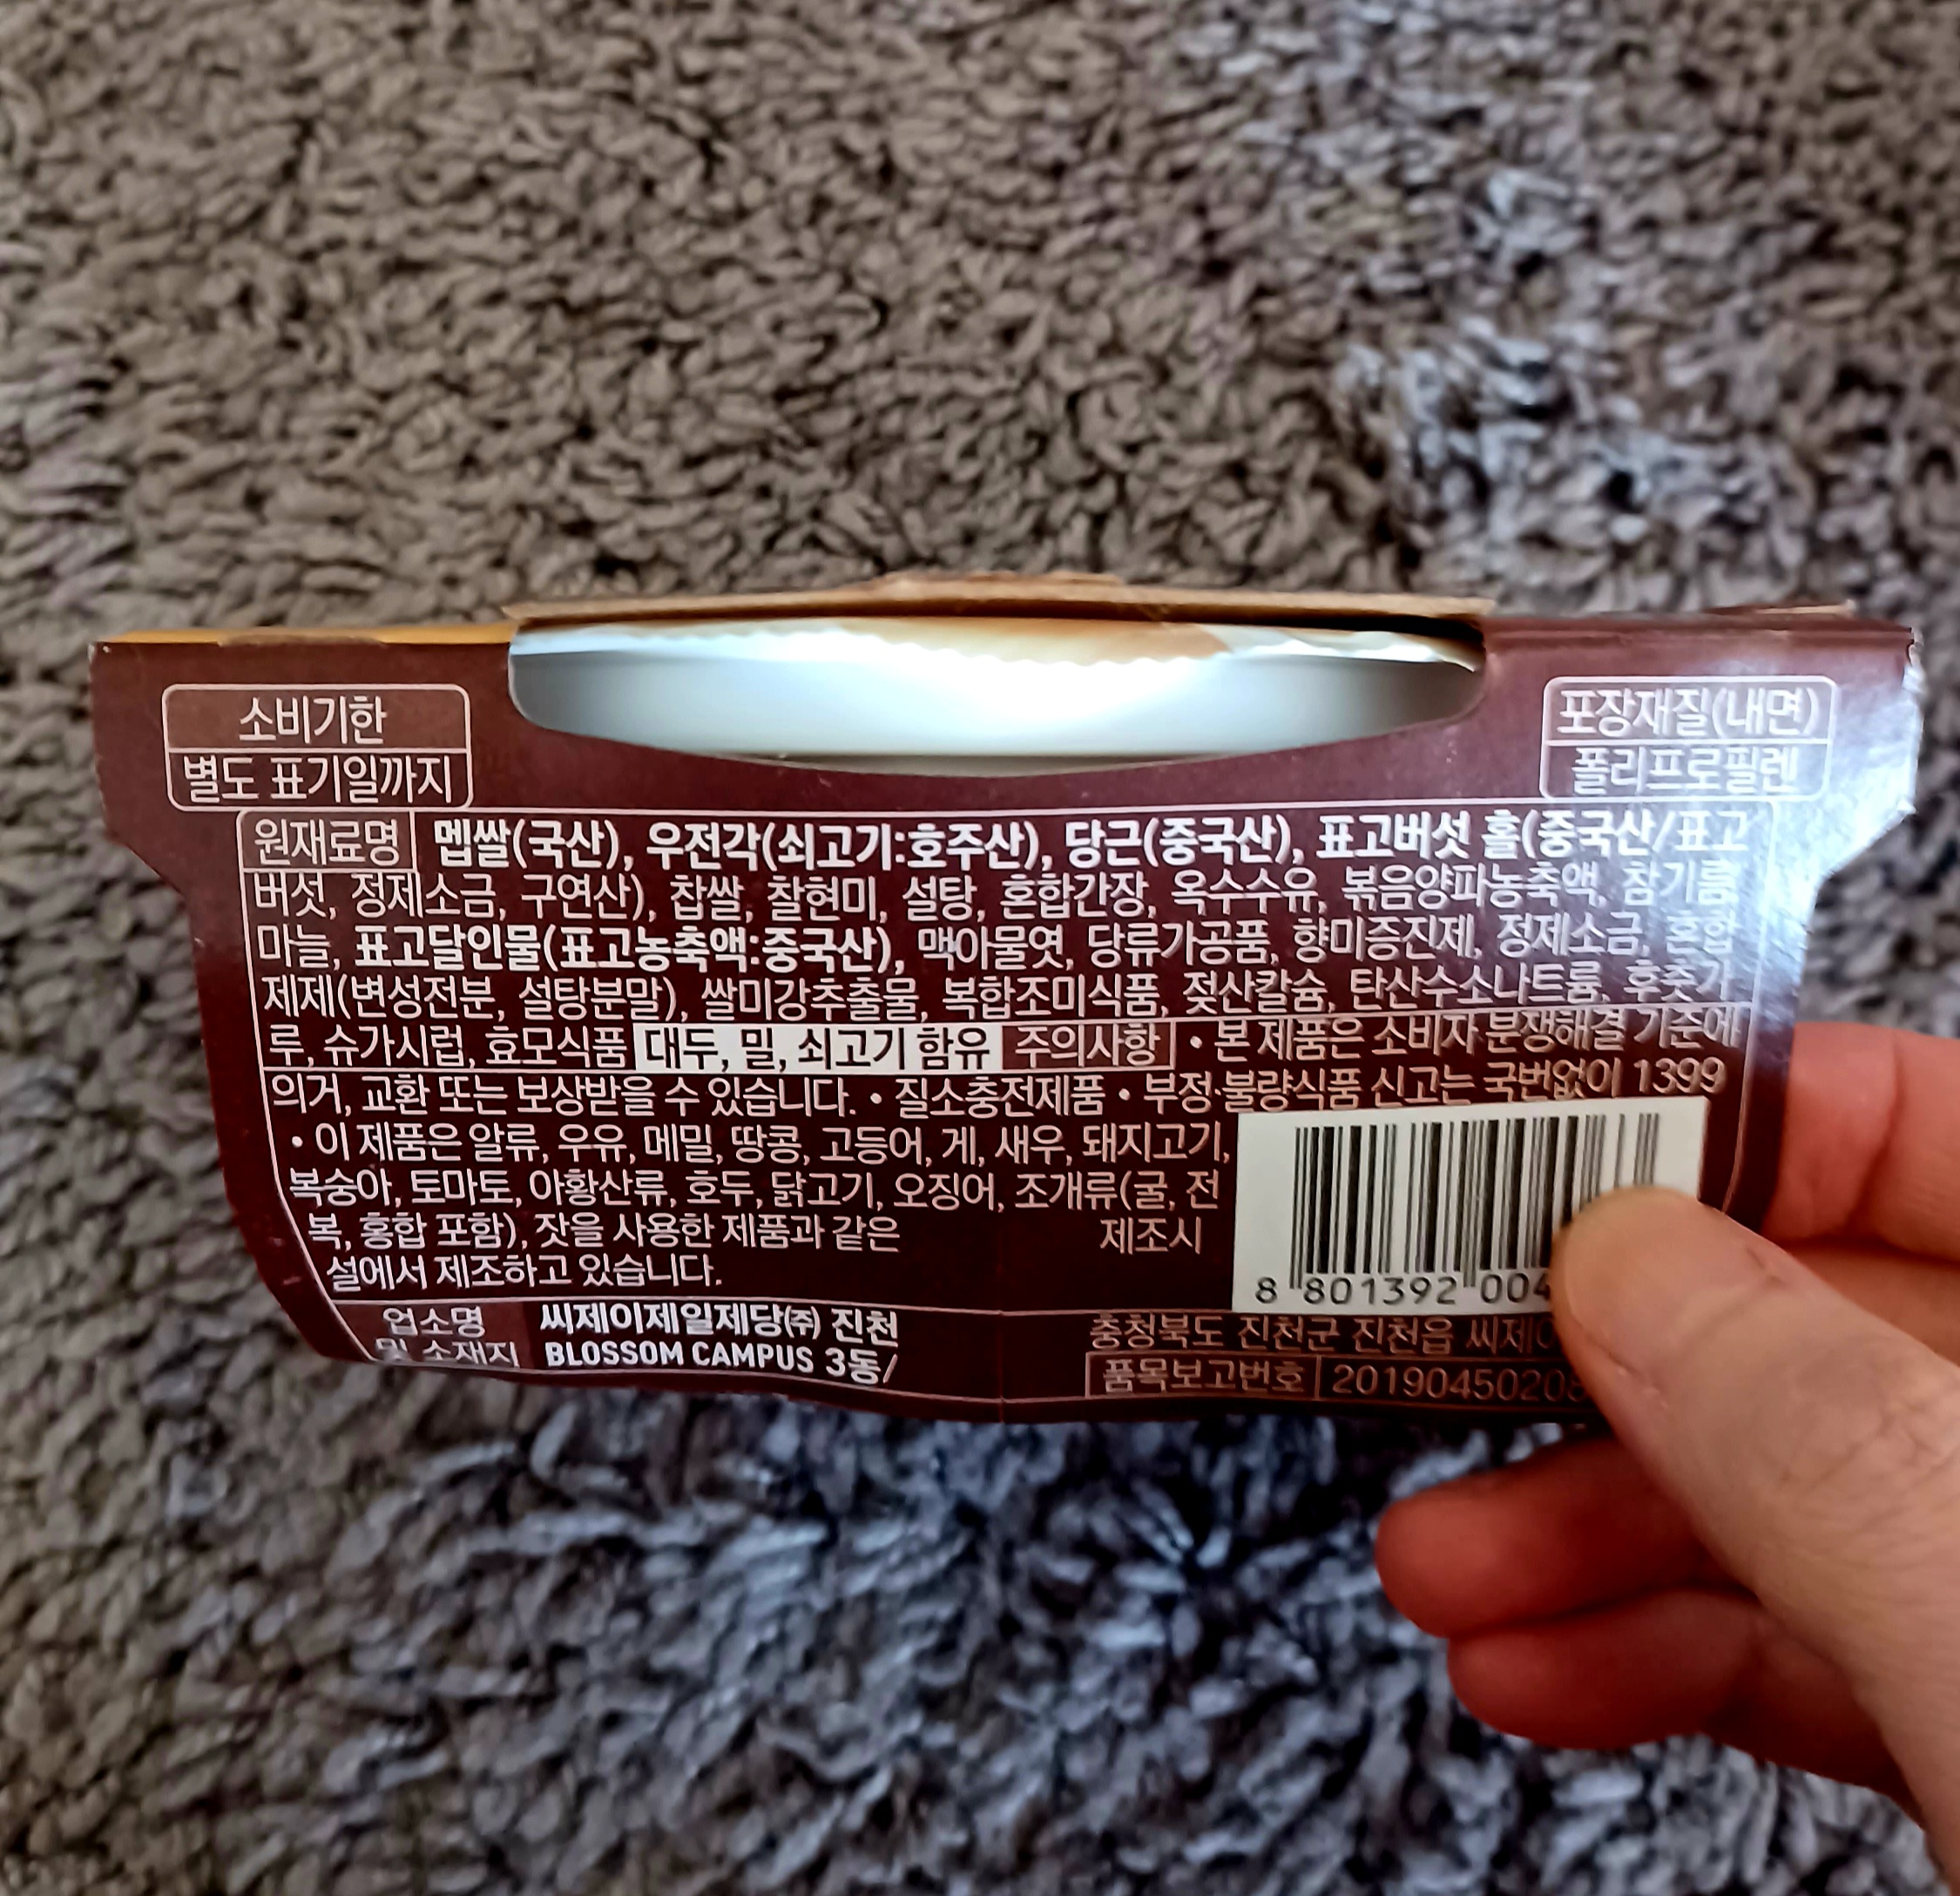 소비기한
별도 표기일까지
포장재질(내면)
폴리프로필렌
원재료명 멥쌀(국산), 우전각(쇠고기:호주산), 당근(중국산), 표고버섯 홀(중국산/표고
버섯, 정제소금, 구연산), 찹쌀, 찰현미, 설탕, 혼합간장, 옥수수유, 볶음양파농축액, 참기름
마늘, 표고달인물(표고농축액:중국산), 맥아물엿, 당류가공품, 향미증진제, 정제소금, 혼합
제제(변성전분, 설탕분말), 쌀미강추출물, 복합조미식품, 젖산칼슘, 탄산수소나트륨, 후춧가
루, 슈가시럽, 효모식품 대두, 밀, 쇠고기 함유 주의사항 • 본 제품은 소비자 분쟁해결 기준에
의거, 교환 또는 보상받을 수 있습니다. • 질소충전제품 • 부정·불량식품 신고는 국번없이 1399
• 이 제품은 알류, 우유, 메밀, 땅콩, 고등어, 게, 새우, 돼지고기,
복숭아, 토마토, 아황산류, 호두, 닭고기, 오징어, 조개류(굴, 전
복, 홍합 포함), 잣을 사용한 제품과 같은 제조시
설에서 제조하고 있습니다.
8 801392 004
업소명 및 소재지
씨제이제일제당㈜ 진천
BLOSSOM CAMPUS 3동/
충청북도 진천군 진천읍 씨제
품목보고번호 2019045020